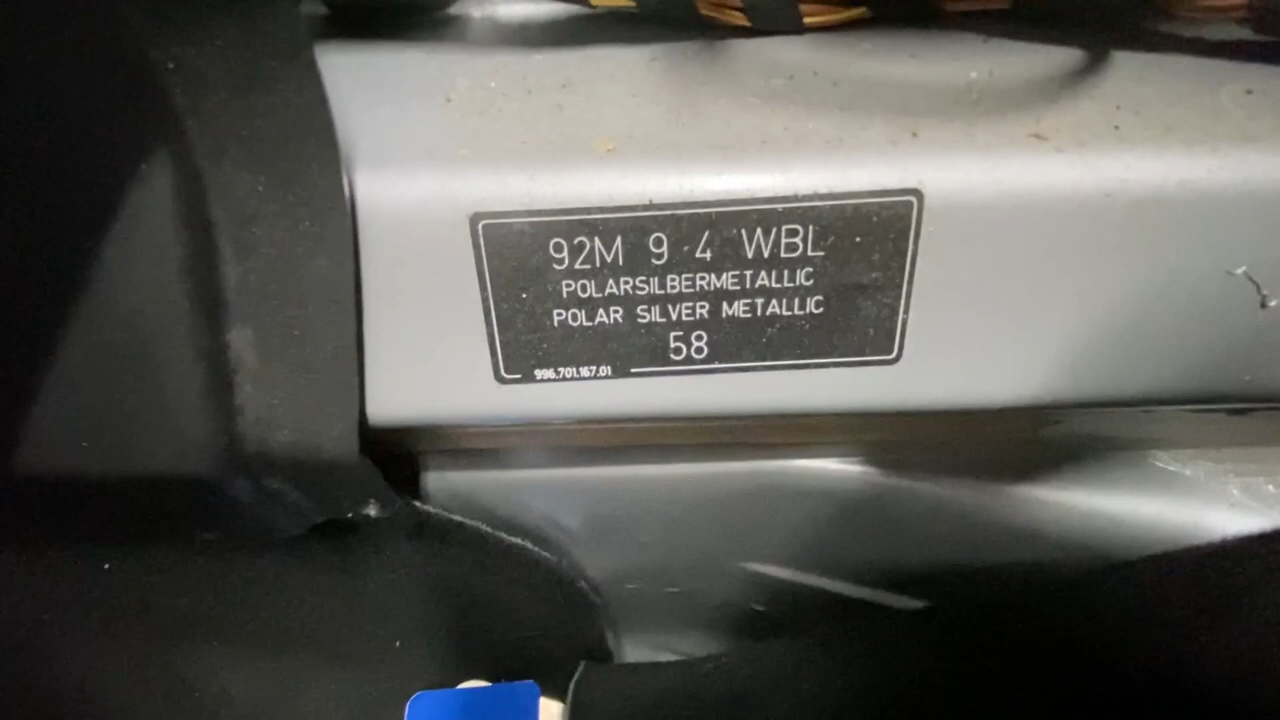 92M 9 4 WBL
POLARSILBERMETALLIC
POLAR SILVER METALLIC
58
996.701.167.01